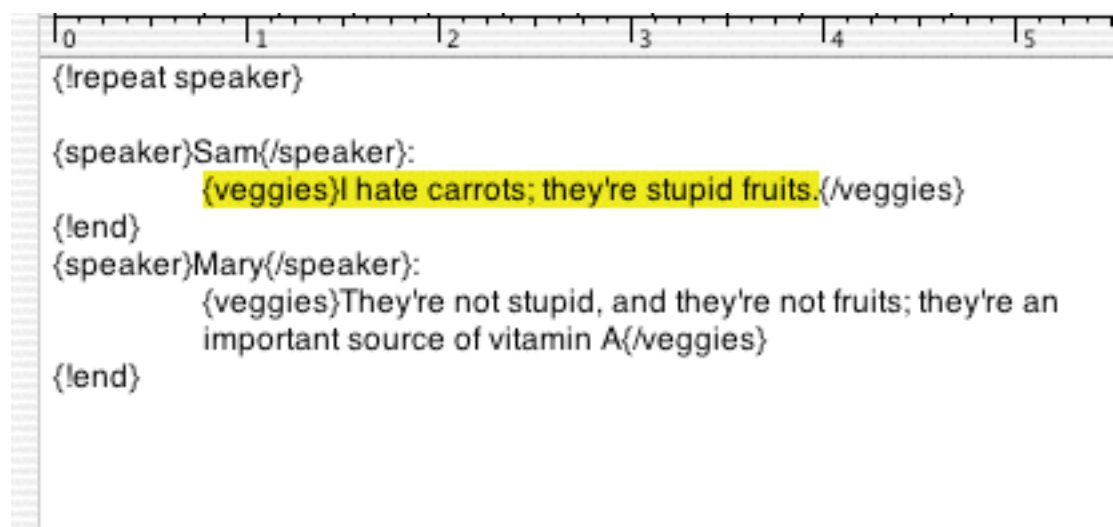 0 1 2 3 4 5
{!repeat speaker}
{speaker}Sam{/speaker}:
{veggies}I hate carrots; they're stupid fruits.{/veggies}
{!end}
{speaker}Mary{/speaker}:
{veggies}They're not stupid, and they're not fruits; they're an
important source of vitamin A{/veggies}
{!end}